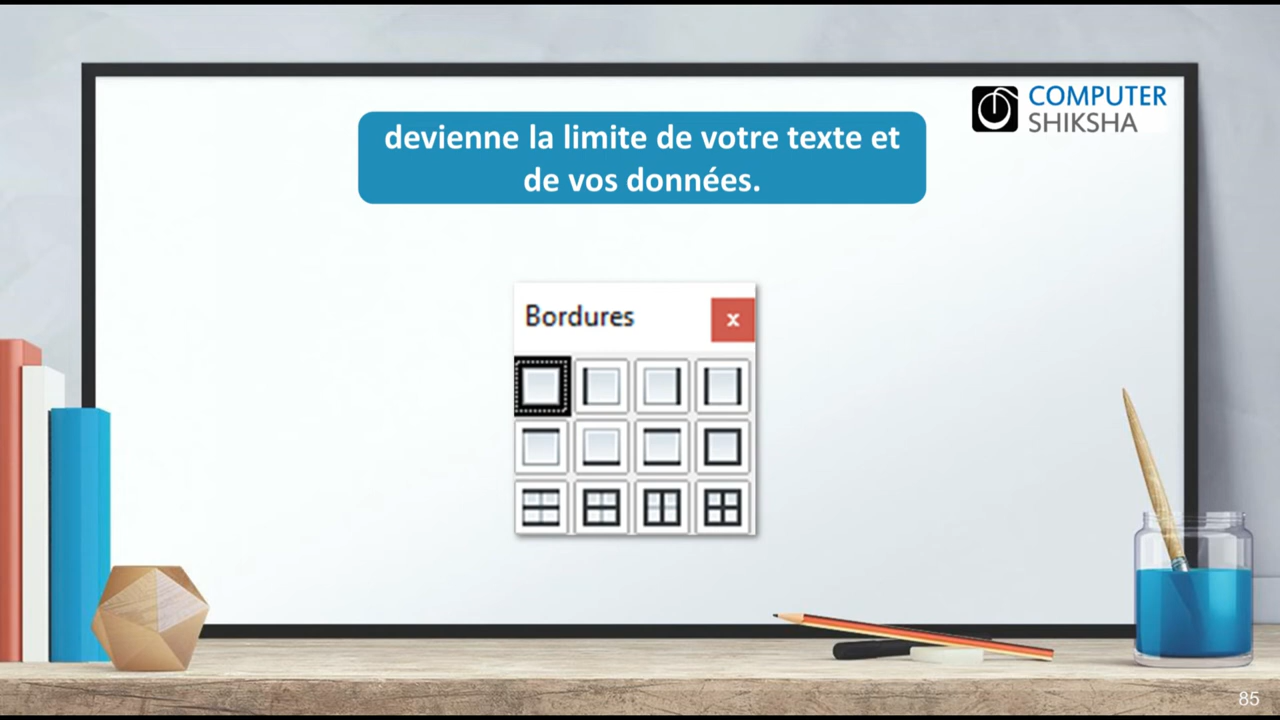 COMPUTER
SHIKSHA
devienne la limite de votre texte et
de vos données.
Bordures
x
85